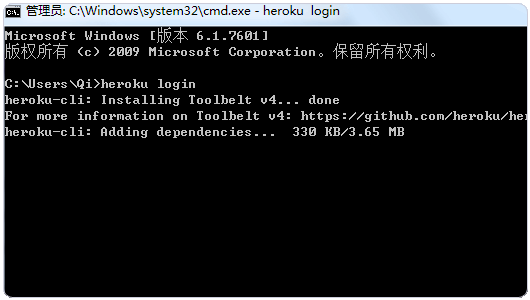 管理员: C:\Windows\system32\cmd.exe - heroku  login
Microsoft Windows [版本 6.1.7601]
版权所有 (c) 2009 Microsoft Corporation。保留所有权利。
C:\Users\Qi>heroku login
heroku-cli: Installing Toolbelt v4... done
For more information on Toolbelt v4: https://github.com/heroku/her
heroku-cli: Adding dependencies...  330 KB/3.65 MB